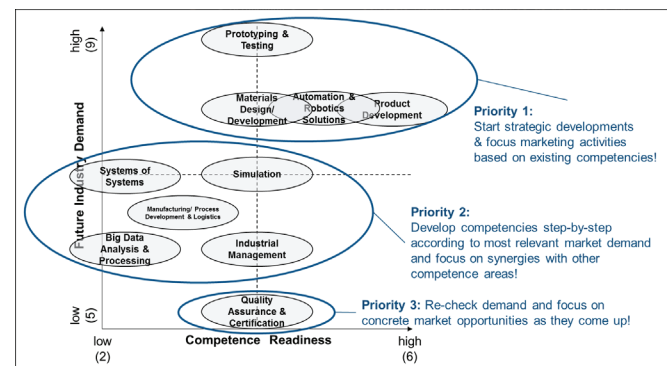 high
(9)
Future Industry Demand
low
(5)
low
(2)
Competence Readiness
high
(6)
Prototyping &
Testing
Materials
Design/
Development
Automation &
Robotics
Solutions
Product
Development
Systems of
Systems
Simulation
Manufacturing/ Process
Development & Logistics
Big Data
Analysis &
Processing
Industrial
Management
Quality
Assurance &
Certification
Priority 1:
Start strategic developments
& focus marketing activities
based on existing competencies!
Priority 2:
Develop competencies step-by-step
according to most relevant market demand
and focus on synergies with other
competence areas!
Priority 3: Re-check demand and focus on
concrete market opportunities as they come up!